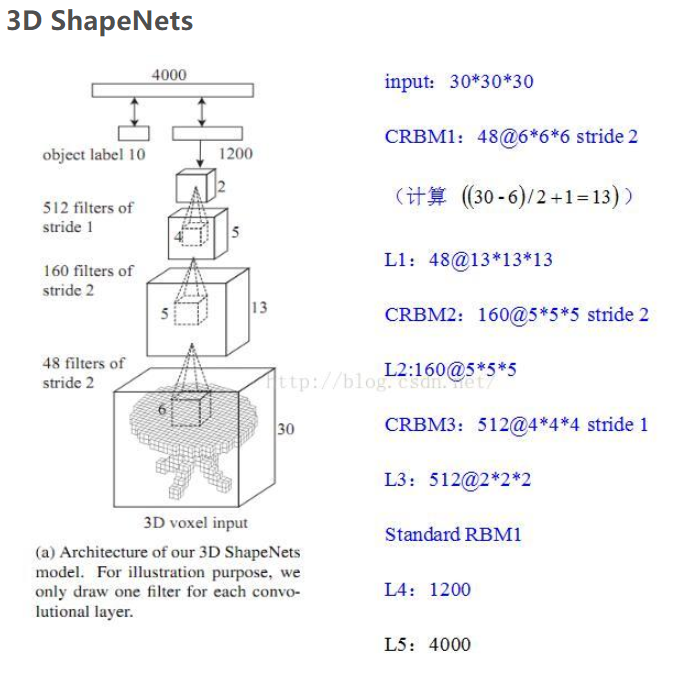 3D ShapeNets
4000
object label 10
1200
2
512 filters of
stride 1
4
5
160 filters of
stride 2
5
13
48 filters of
stride 2
6
30
3D voxel input
(a) Architecture of our 3D ShapeNets
model. For illustration purpose, we
only draw one filter for each convo-
lutional layer.
input: 30*30*30
CRBM1: 48@6*6*6 stride 2
（计算 ((30-6)/2+1=13)）
L1: 48@13*13*13
CRBM2: 160@5*5*5 stride 2
L2:160@5*5*5
http://blog.csdn.net/
CRBM3: 512@4*4*4 stride 1
L3: 512@2*2*2
Standard RBM1
L4: 1200
L5: 4000